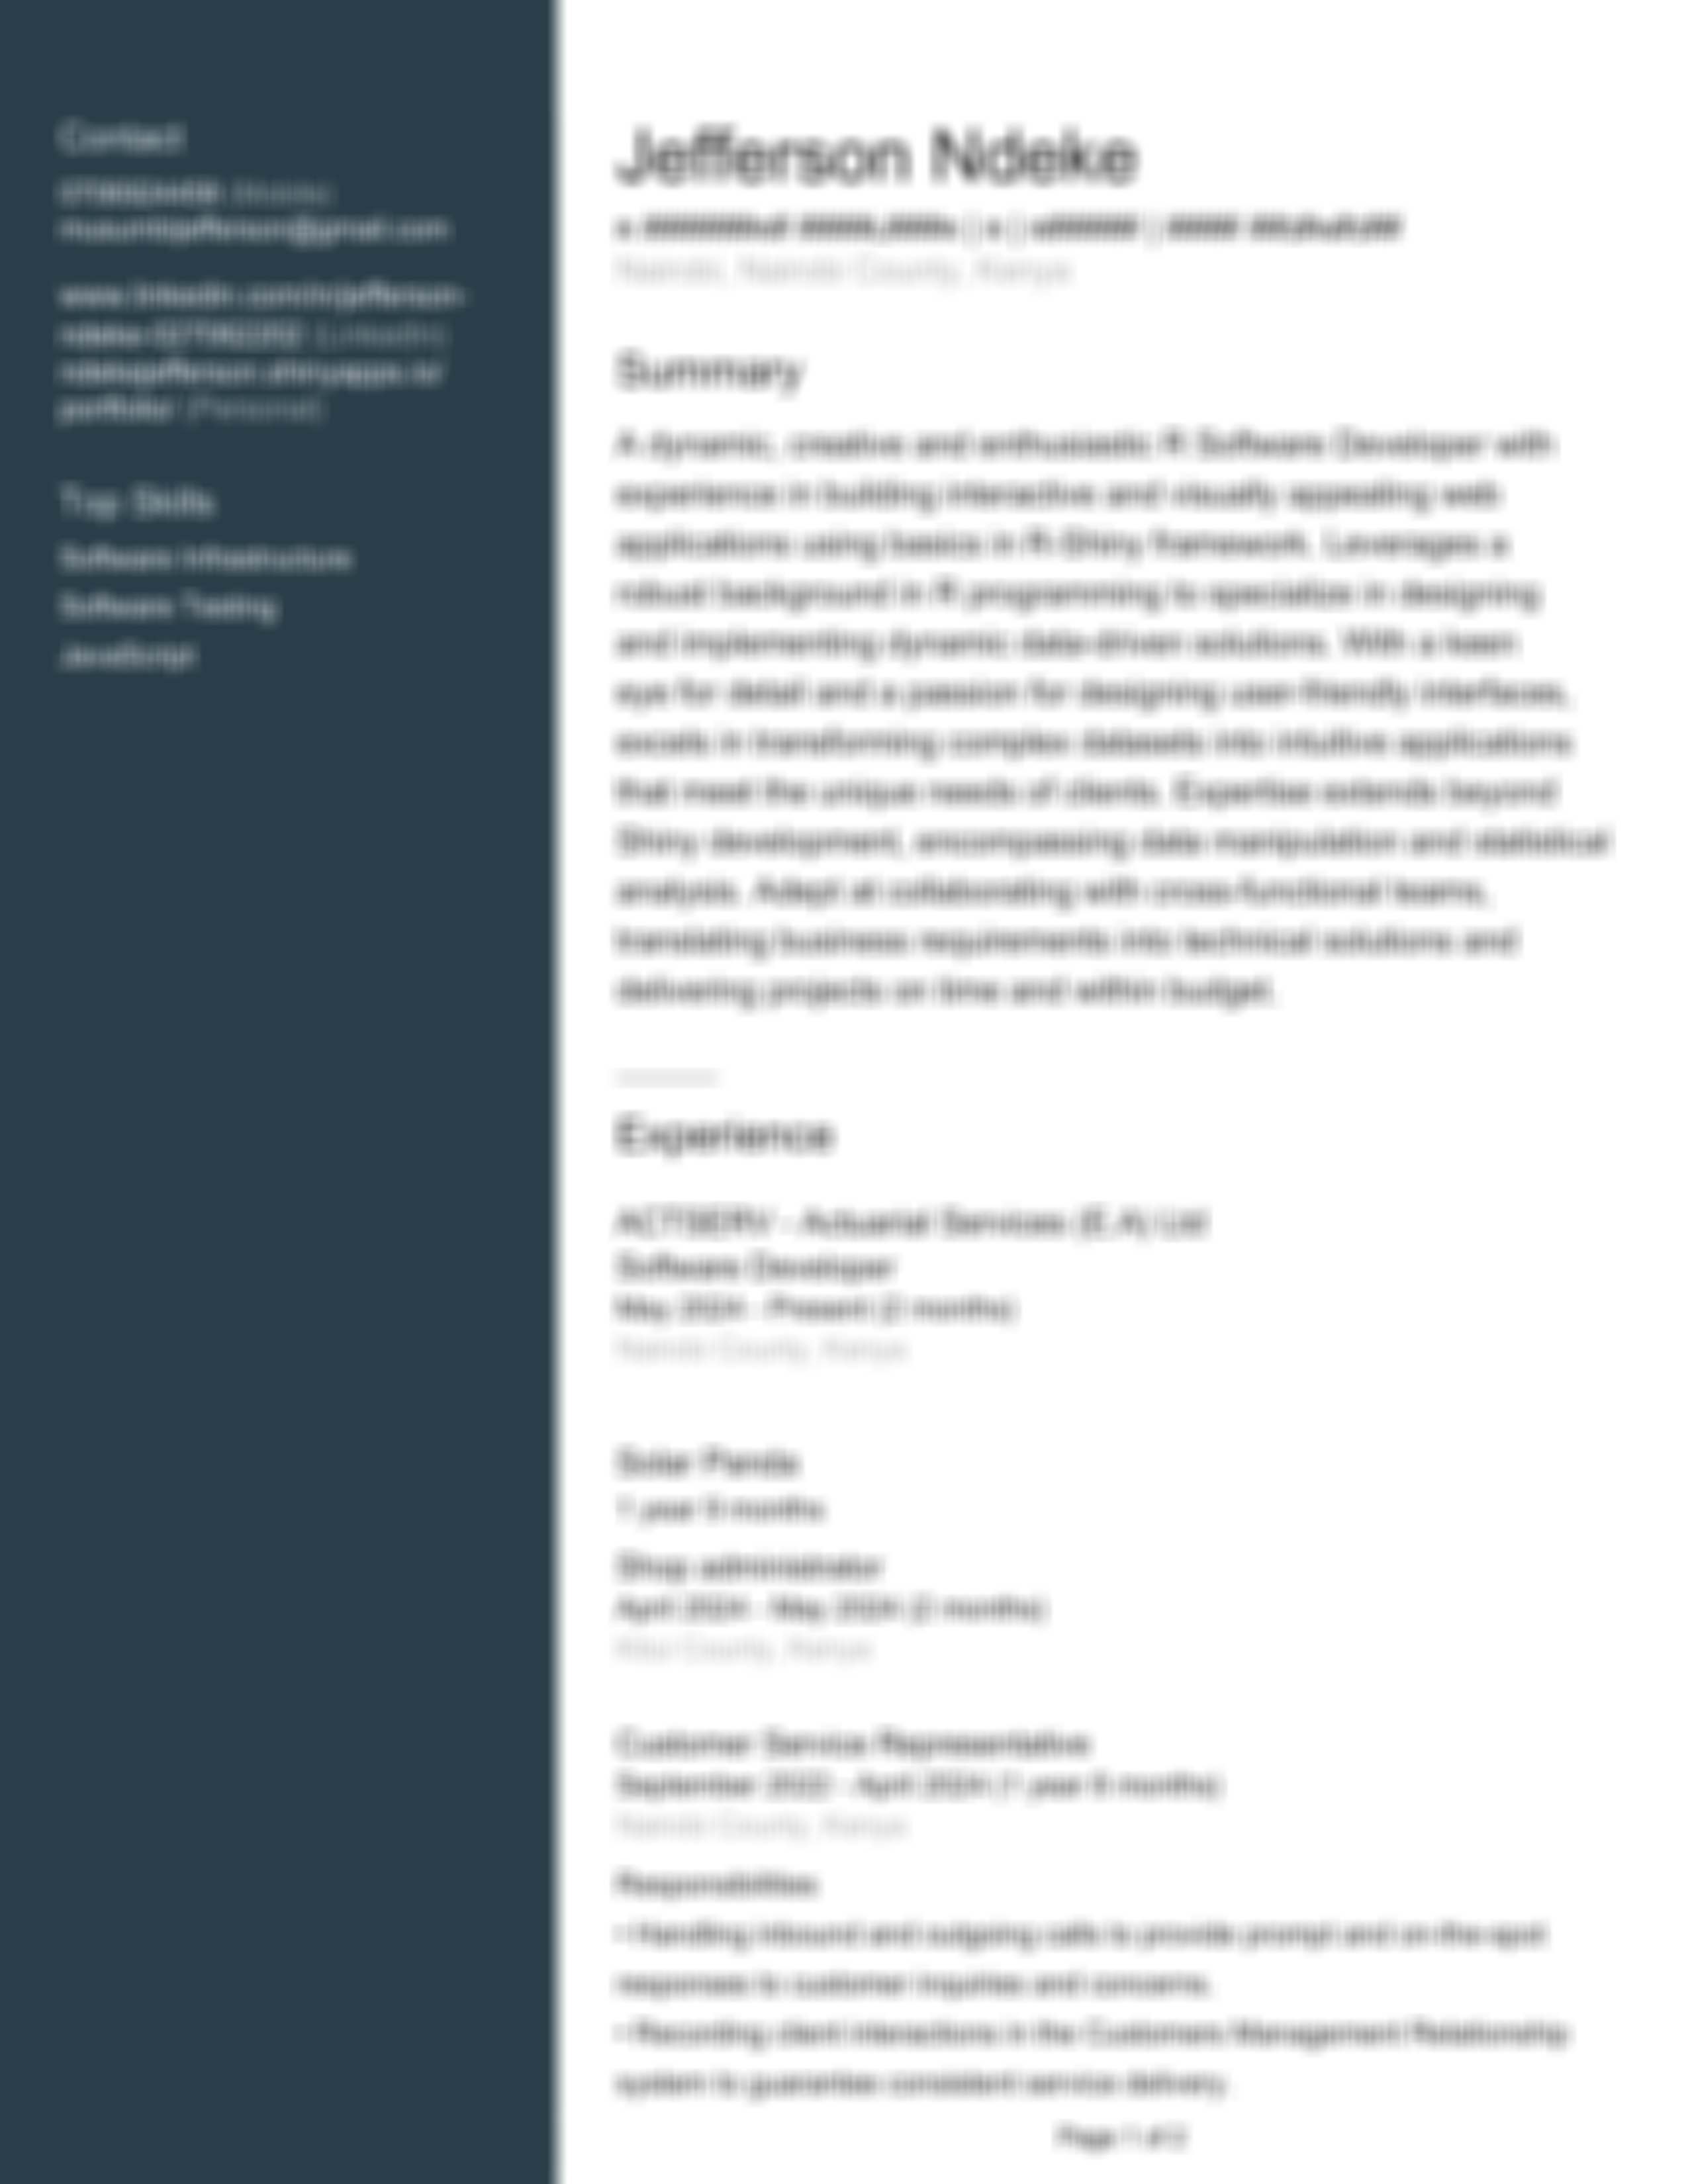 Contact
(Mobile)
@gmail.com
www.linkedin.com/in/jefferson-
(LinkedIn)
ndekejefferson.shinyapps.io/
portfolio/ (Personal)
Top Skills
Software Infrastructure
Software Testing
JavaScript
Jefferson Ndeke
Nairobi, Nairobi County, Kenya
Summary
A dynamic, creative and enthusiastic R Software Developer with
experience in building interactive and visually appealing web
applications using basics in R-Shiny framework. Leverages a
robust background in R programming to specialize in designing
and implementing dynamic data-driven solutions. With a keen
eye for detail and a passion for designing user-friendly interfaces,
excels in transforming complex datasets into intuitive applications
that meet the unique needs of clients. Expertise extends beyond
Shiny development, encompassing data manipulation and statistical
analysis. Adept at collaborating with cross-functional teams,
translating business requirements into technical solutions and
delivering projects on time and within budget.
Experience
ACTSERV - Actuarial Services (E.A) Ltd
Software Developer
May 2024 - Present (2 months)
Nairobi County, Kenya
Solar Panda
1 year 9 months
Shop administrator
April 2024 - May 2024 (2 months)
County, Kenya
Customer Service Representative
September 2022 - April 2024 (1 year 8 months)
Nairobi County, Kenya
Responsibilities
• Handling inbound and outgoing calls to provide prompt and on-the-spot
responses to customer inquiries and concerns.
• Recording client interactions in the Customers Management Relationship
system to guarantee consistent service delivery.
Page 1 of 2